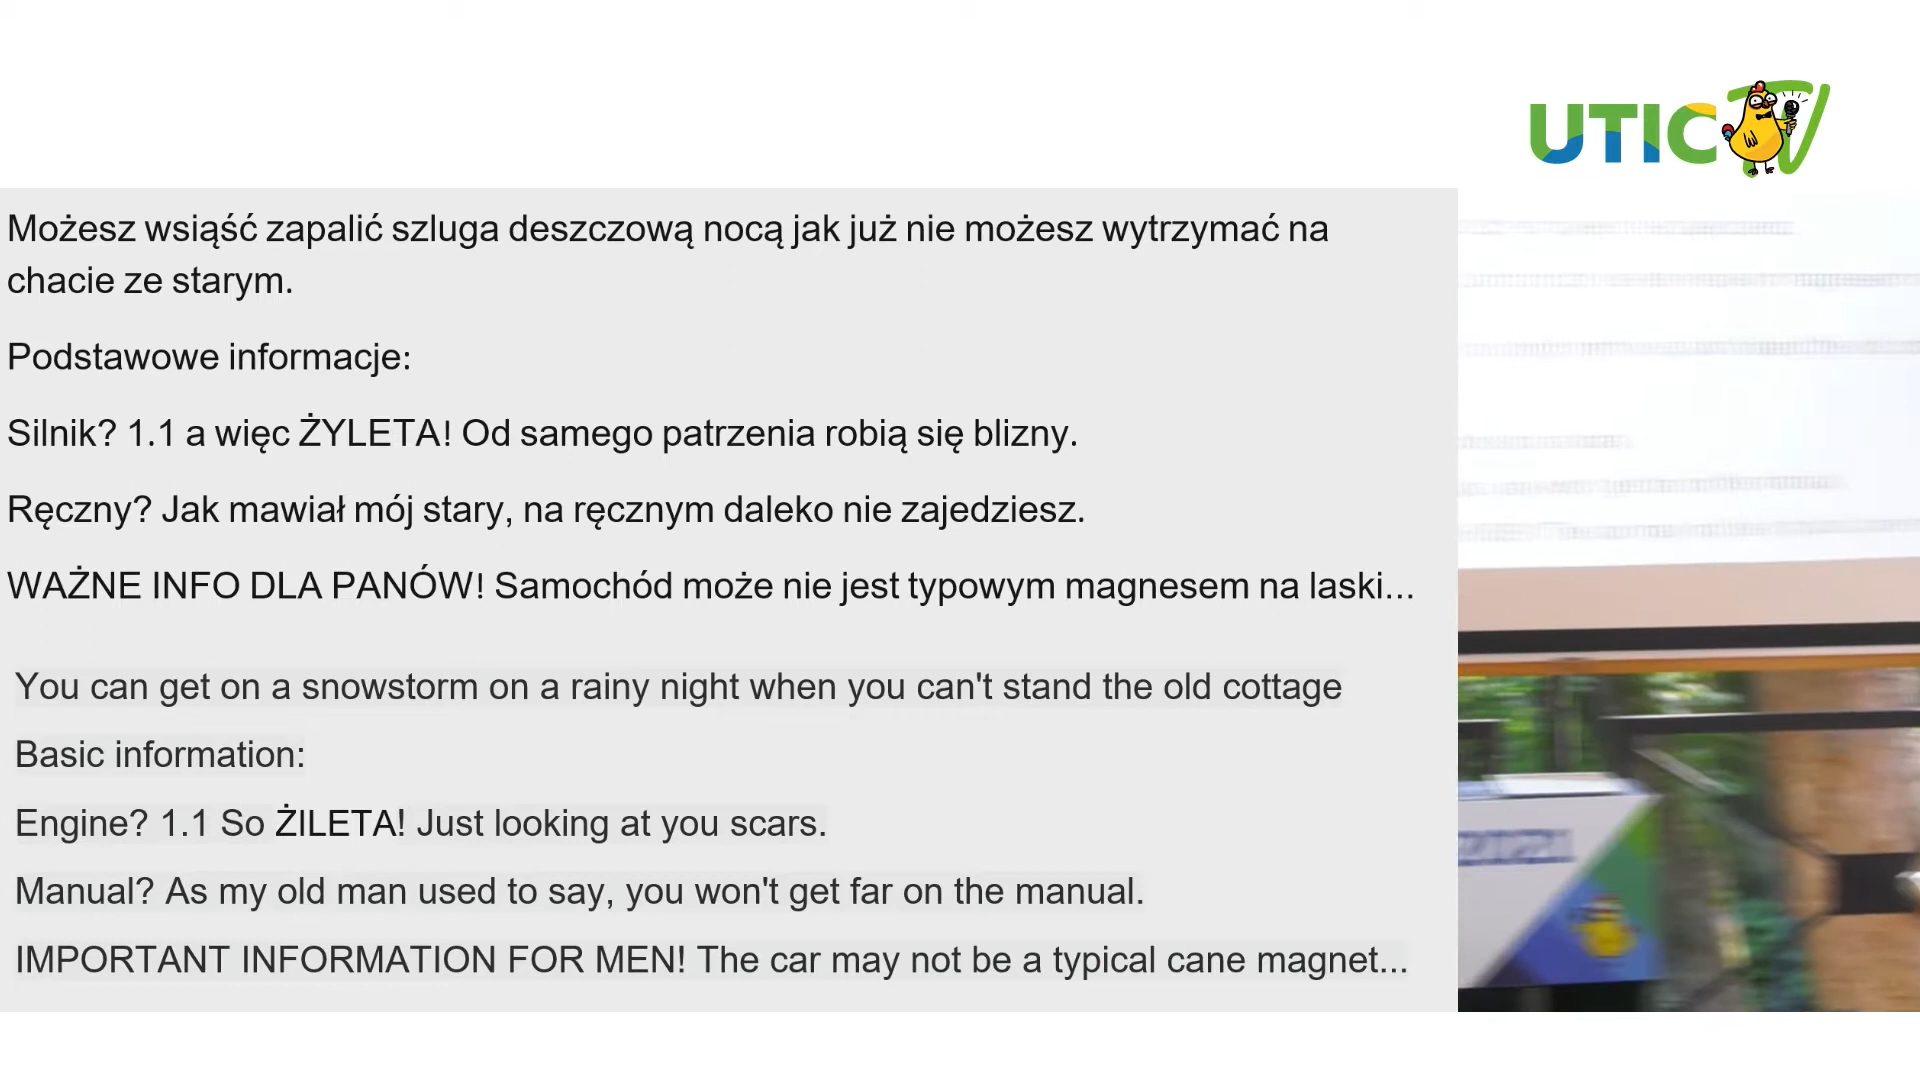 UTIC TV
Możesz wsiąść zapalić szluga deszczową nocą jak już nie możesz wytrzymać na
chacie ze starym.
Podstawowe informacje:
Silnik? 1.1 a więc ŻYLETA! Od samego patrzenia robią się blizny.
Ręczny? Jak mawiał mój stary, na ręcznym daleko nie zajedziesz.
WAŻNE INFO DLA PANÓW! Samochód może nie jest typowym magnesem na laski...
You can get on a snowstorm on a rainy night when you can't stand the old cottage
Basic information:
Engine? 1.1 So ŻILETA! Just looking at you scars.
Manual? As my old man used to say, you won't get far on the manual.
IMPORTANT INFORMATION FOR MEN! The car may not be a typical cane magnet...